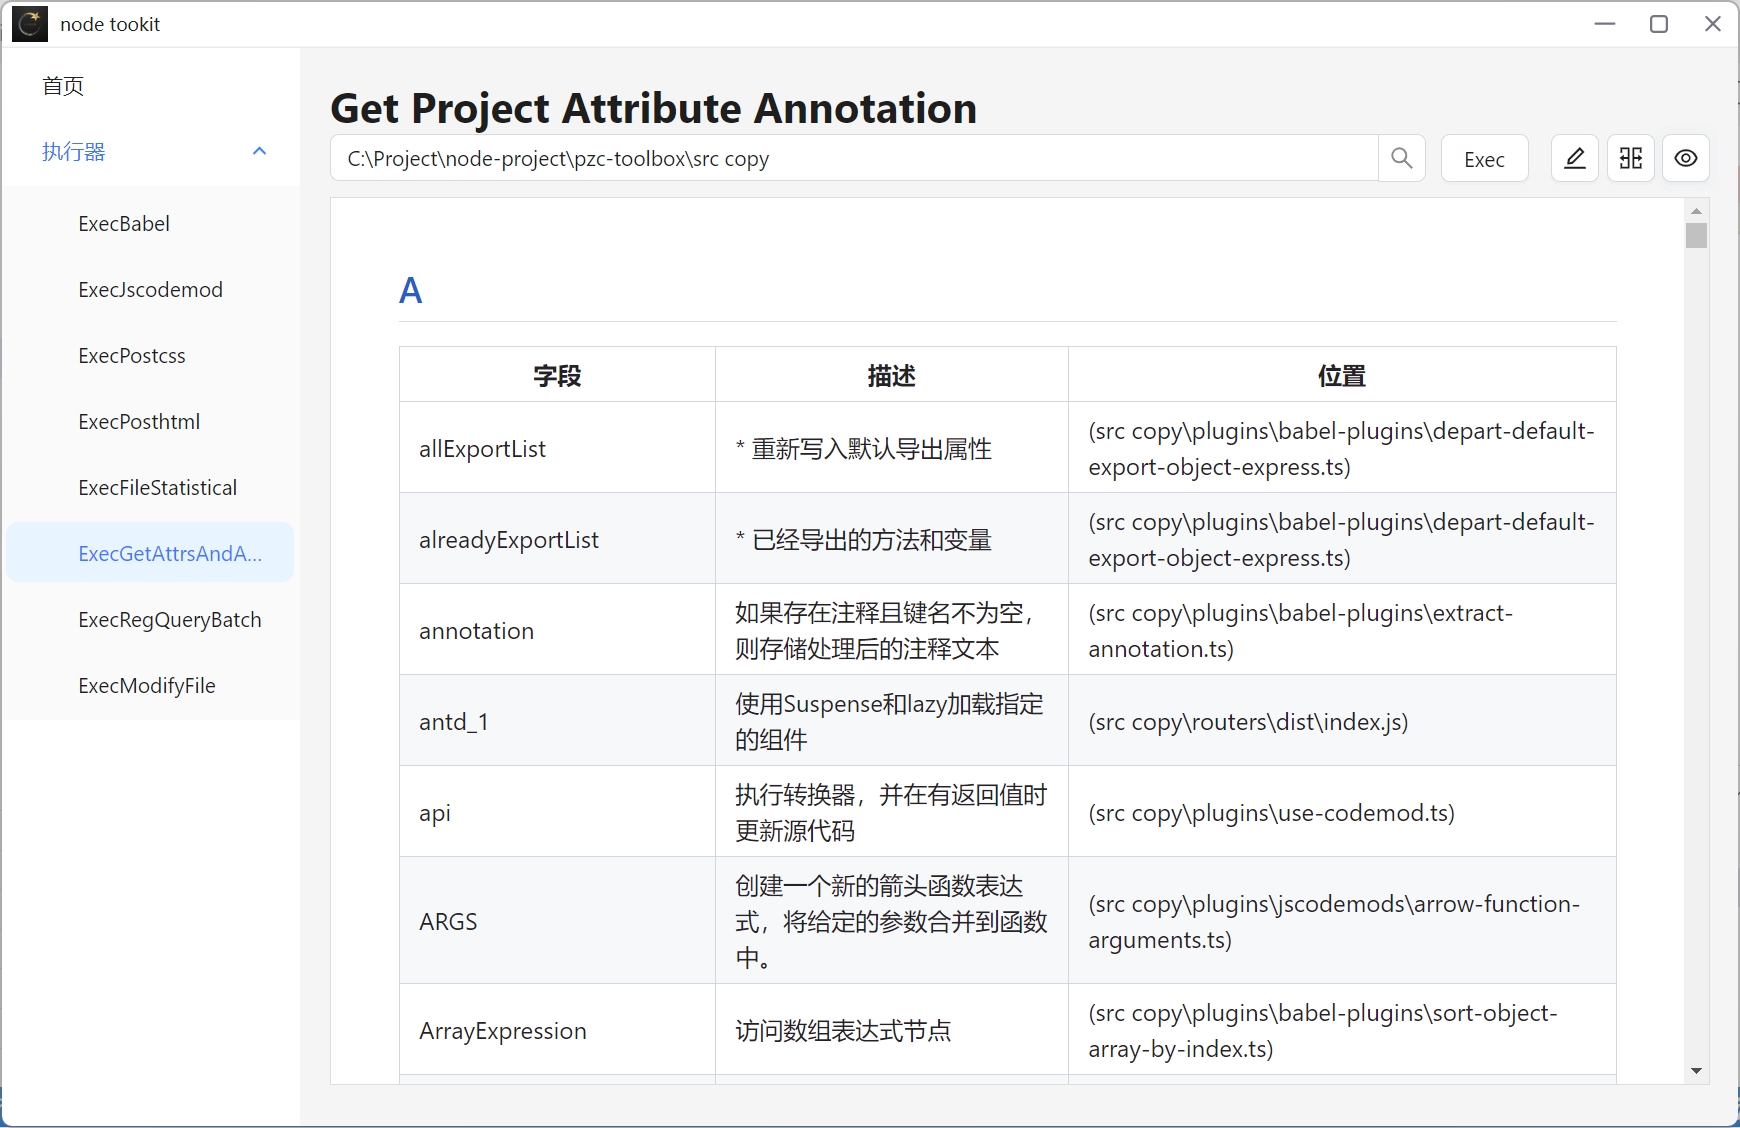 node tookit
首页
执行器
ExecBabel
ExecJscodemod
ExecPostcss
ExecPosthtml
ExecFileStatistical
ExecGetAttrsAndA...
ExecRegQueryBatch
ExecModifyFile
Get Project Attribute Annotation
C:\Project\node-project\pzc-toolbox\src copy
Exec
A
字段 描述 位置
allExportList * 重新写入默认导出属性 (src copy\plugins\babel-plugins\depart-default-
export-object-express.ts)
alreadyExportList * 已经导出的方法和变量 (src copy\plugins\babel-plugins\depart-default-
export-object-express.ts)
annotation 如果存在注释且键名不为空，
则存储处理后的注释文本 (src copy\plugins\babel-plugins\extract-
annotation.ts)
antd_1 使用Suspense和lazy加载指定
的组件 (src copy\routers\dist\index.js)
api 执行转换器，并在有返回值时
更新源代码 (src copy\plugins\use-codemod.ts)
ARGS 创建一个新的箭头函数表达
式，将给定的参数合并到函数
中。 (src copy\plugins\jscodemods\arrow-function-
arguments.ts)
ArrayExpression 访问数组表达式节点 (src copy\plugins\babel-plugins\sort-object-
array-by-index.ts)